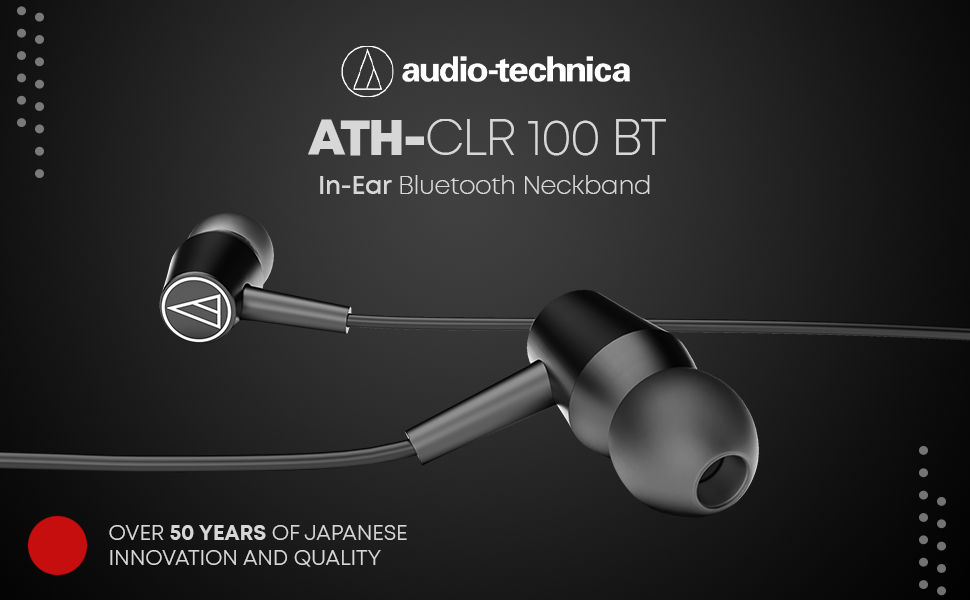 audio-technica
ATH-CLR 100 BT
In-Ear Bluetooth Neckband
OVER 50 YEARS OF JAPANESE
INNOVATION AND QUALITY